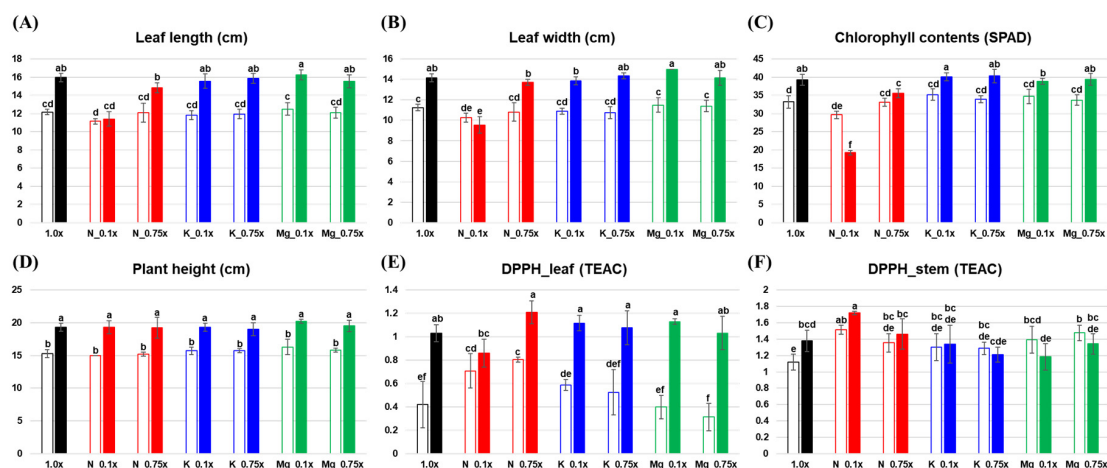 (A)
Leaf length (cm)
18
16
14
12
10
8
6
4
2
0
ab
cd
d
cd
cd
b
cd
ab
cd
ab
cd
a
cd
ab
1.0x N_0.1x N_0.75x K_0.1x K_0.75x Mg_0.1x Mg_0.75x
(B)
Leaf width (cm)
16
14
12
10
8
6
4
2
0
c
ab
de
e
cd
b
cd
ab
cd
ab
c
a
c
ab
1.0x N_0.1x N_0.75x K_0.1x K_0.75x Mg_0.1x Mg_0.75x
(C)
Chlorophyll contents (SPAD)
50
45
40
35
30
25
20
15
10
5
0
d
ab
de
f
cd
c
cd
a
cd
ab
cd
ab
cd
ab
1.0x N_0.1x N_0.75x K_0.1x K_0.75x Mg_0.1x Mg_0.75x
(D)
Plant height (cm)
25
20
15
10
5
0
b
a
b
a
b
a
b
a
b
a
b
a
b
a
1.0x N_0.1x N_0.75x K_0.1x K_0.75x Mg_0.1x Mg_0.75x
(E)
DPPH_leaf (TEAC)
1.4
1.2
1
0.8
0.6
0.4
0.2
0
ef
ab
cd
bc
c
a
de
a
def
a
ef
a
f
ab
1.0x N_0.1x N_0.75x K_0.1x K_0.75x Mg_0.1x Mg_0.75x
(F)
DPPH_stem (TEAC)
2
1.8
1.6
1.4
1.2
1
0.8
0.6
0.4
0.2
0
e
bcd
b
a
bc
de
bc
bc
de
bc
de
bc
de
cde
bcd
de
b
bc
de
1.0x N_0.1x N_0.75x K_0.1x K_0.75x Mg_0.1x Mg_0.75x